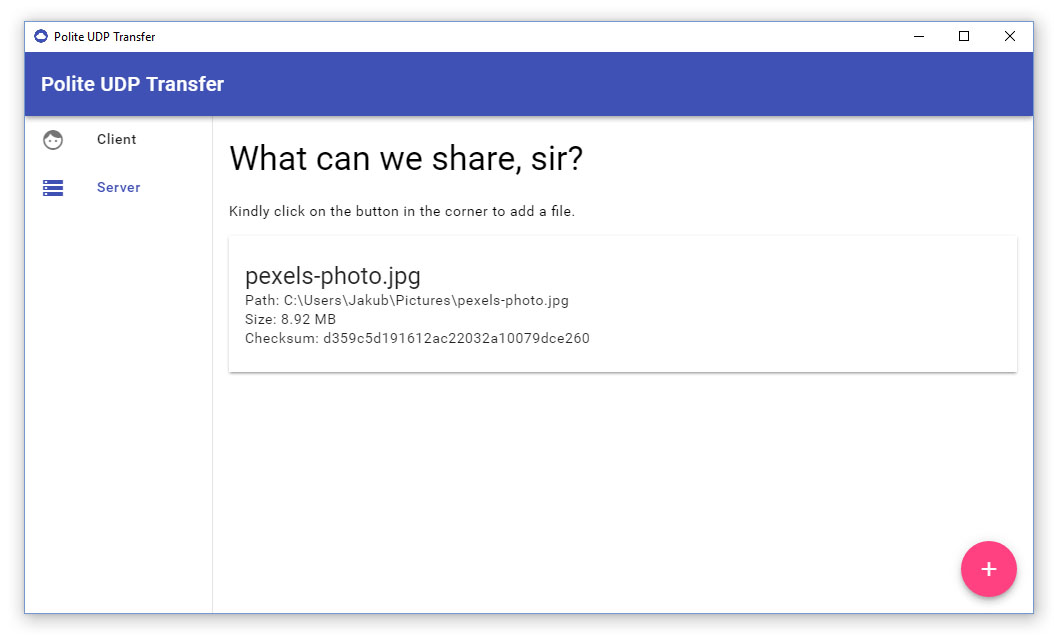 Polite UDP Transfer
Polite UDP Transfer
Client
Server
What can we share, sir?
Kindly click on the button in the corner to add a file.
pexels-photo.jpg
Path: C:\Users\Jakub\Pictures\pexels-photo.jpg
Size: 8.92 MB
Checksum: d359c5d191612ac22032a10079dce260
+